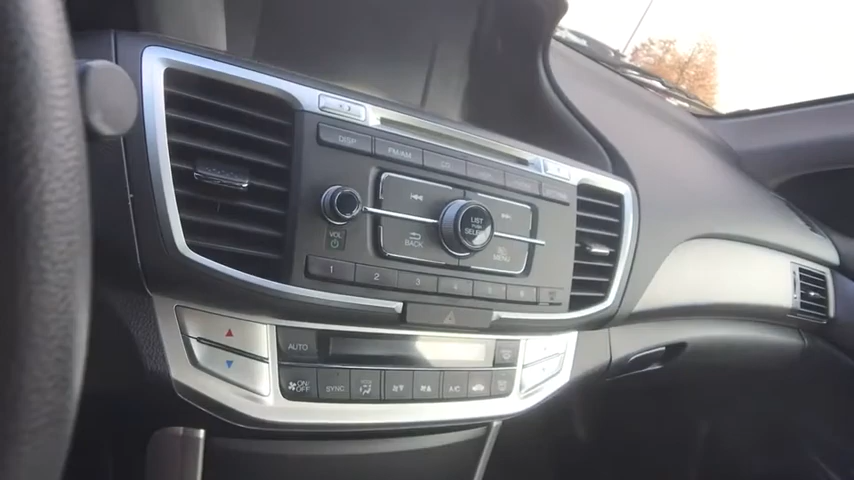 DISP
FM/AM
CD
VOL
LIST
PUSH
SELECT
BACK
MENU
1 2 3 4 5 6
AUTO
ON/OFF
SYNC
A/C